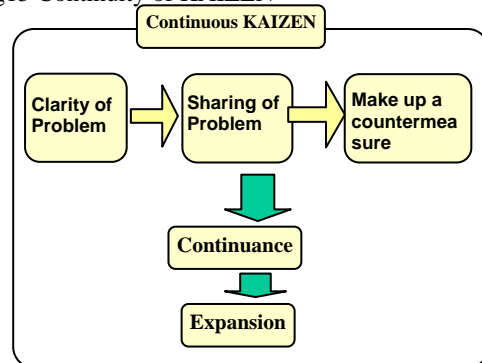 Continuous KAIZEN
Clarity of
Problem
Sharing of
Problem
Make up a
countermea
sure
Continuance
Expansion